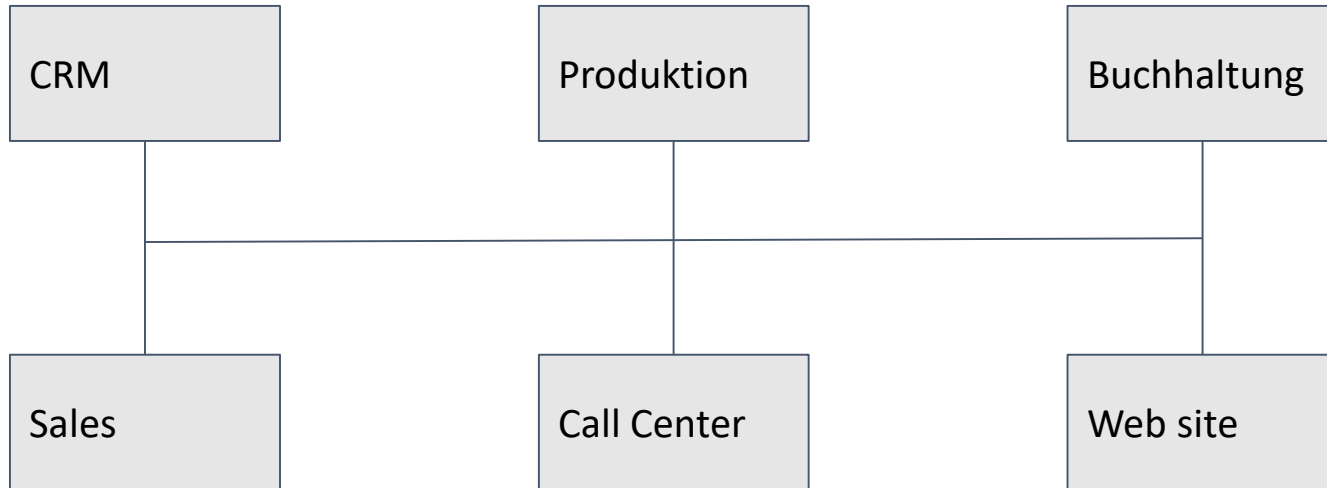 CRM
Produktion
Buchhaltung
Sales
Call Center
Web site